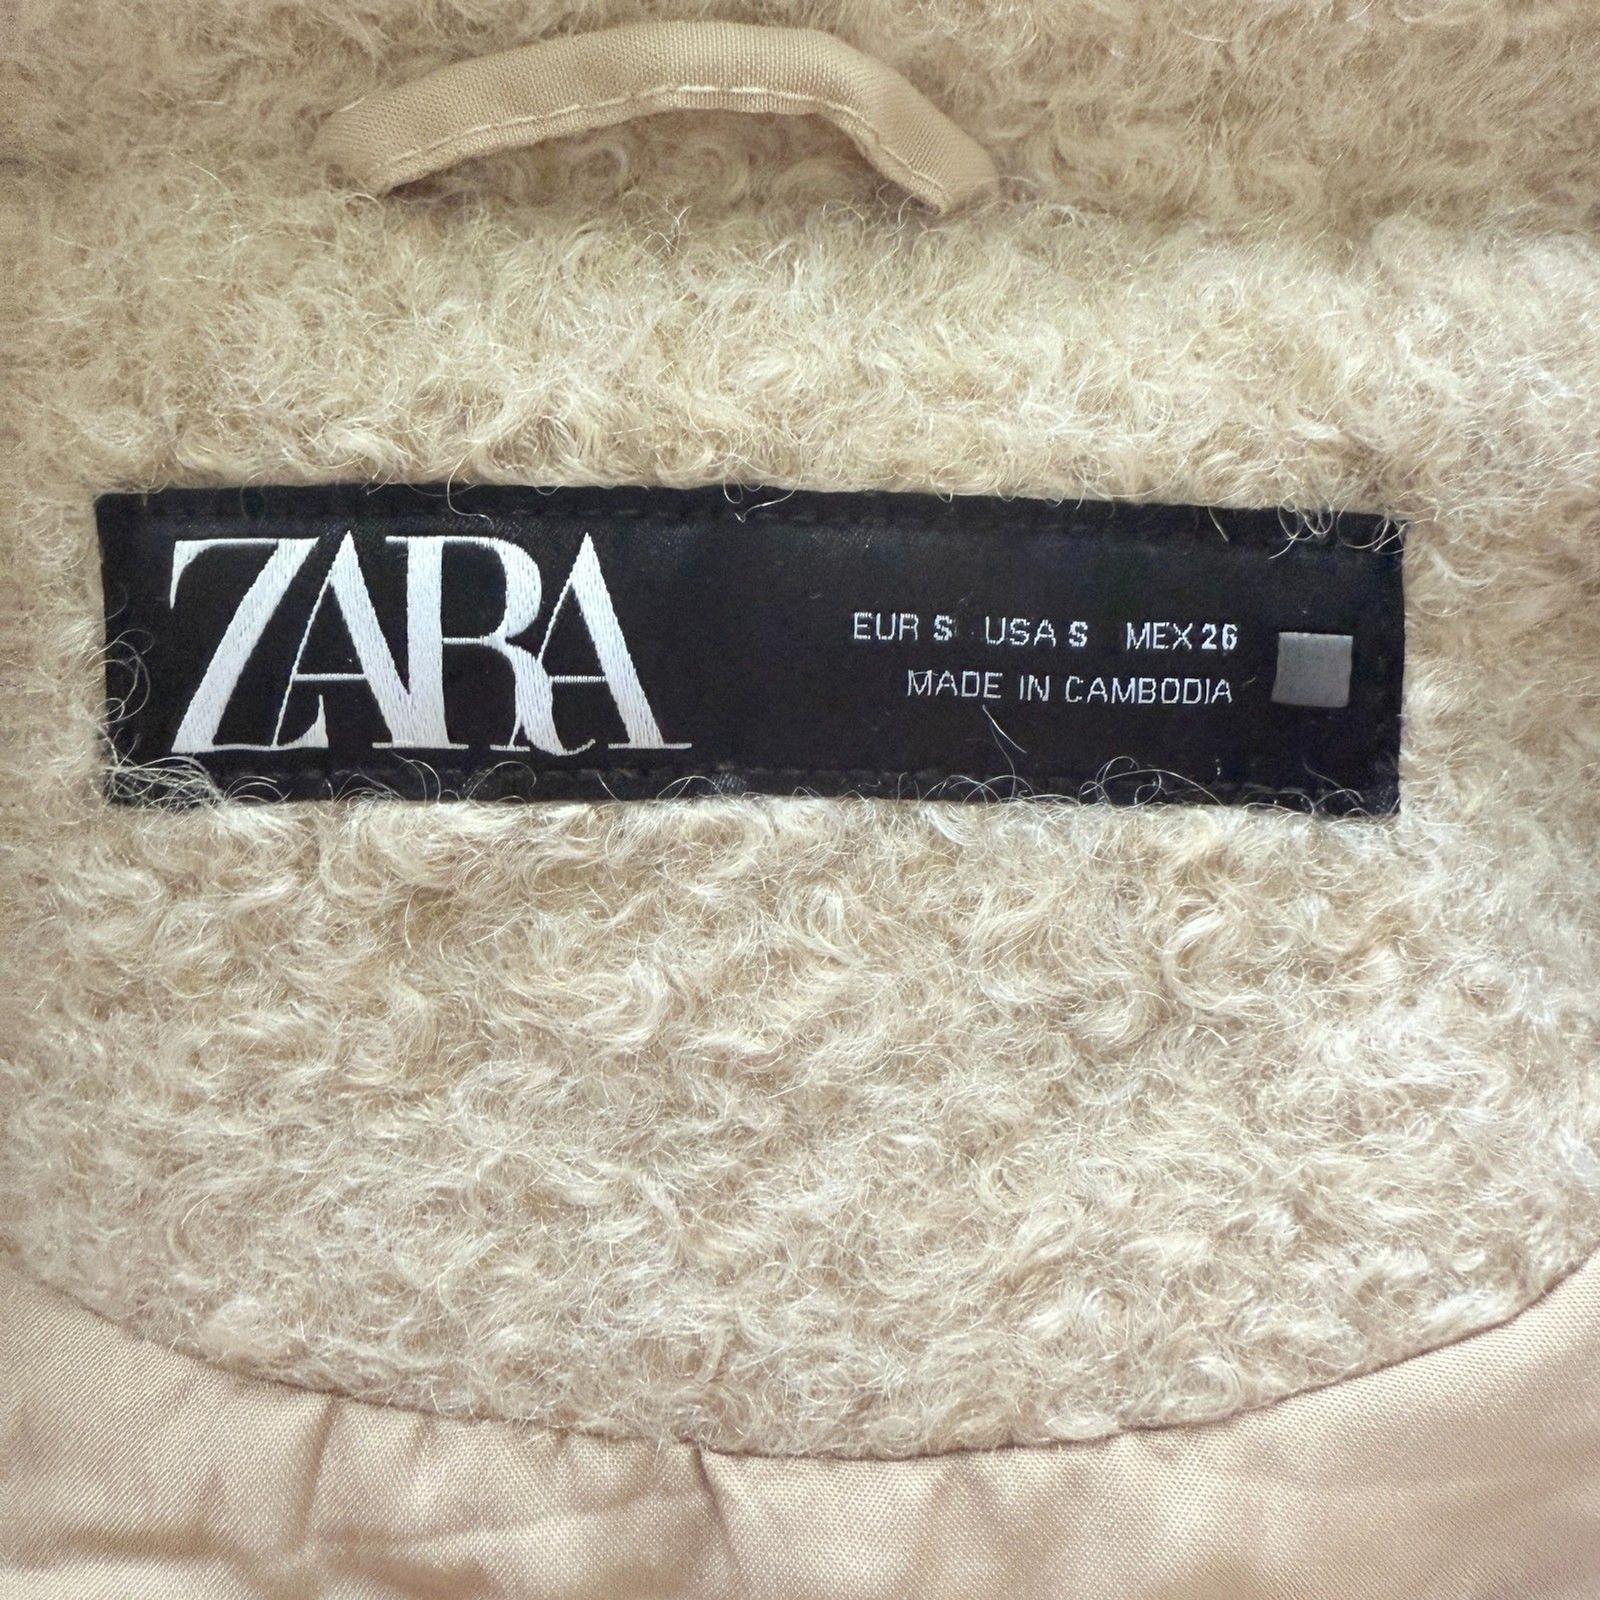 ZARA
EUR S USA S MEX 26
MADE IN CAMBODIA